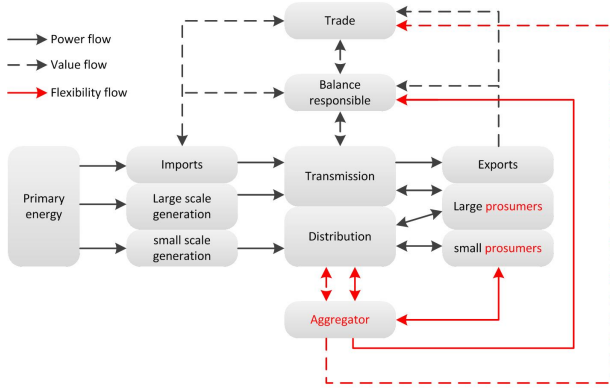 Power flow
Value flow
Flexibility flow
Trade
Balance
responsible
Primary
energy
Imports
Large scale
generation
small scale
generation
Transmission
Distribution
Exports
Large prosumers
small prosumers
Aggregator